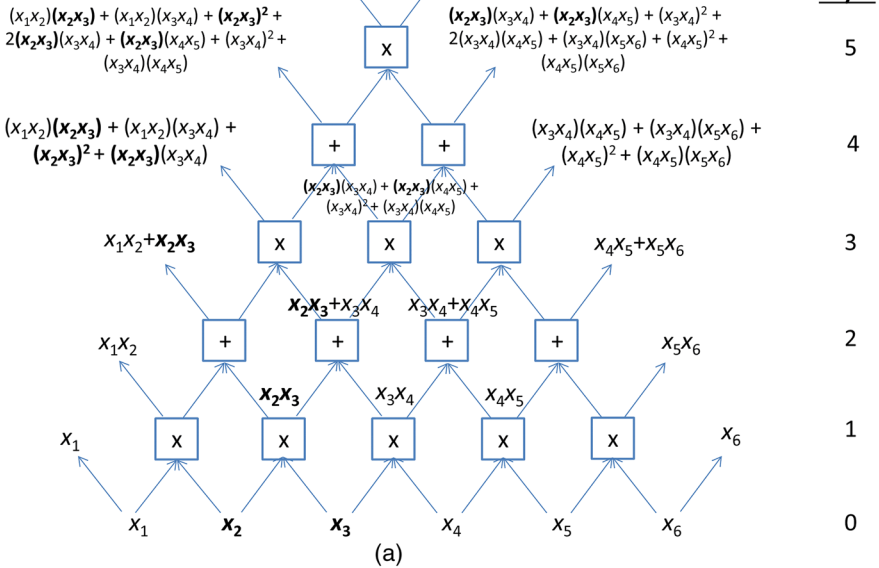 (x₁x₂)(x₂x₃) + (x₁x₂)(x₃x₄) + (x₂x₃)² +
2(x₂x₃)(x₃x₄) + (x₂x₃)(x₄x₅) + (x₃x₄)² +
(x₃x₄)(x₄x₅)
(x₂x₃)(x₃x₄) + (x₂x₃)(x₄x₅) + (x₃x₄)² +
2(x₃x₄)(x₄x₅) + (x₃x₄)(x₅x₆) + (x₄x₅)² +
(x₄x₅)(x₅x₆)
x
5
(x₁x₂)(x₂x₃) + (x₁x₂)(x₃x₄) +
(x₂x₃)² + (x₂x₃)(x₃x₄)
+
+
(x₃x₄)(x₄x₅) + (x₃x₄)(x₅x₆) +
(x₄x₅)² + (x₄x₅)(x₅x₆)
4
(x₂x₃)(x₃x₄) + (x₂x₃)(x₄x₅) +
(x₃x₄)² + (x₃x₄)(x₄x₅)
x₁x₂+x₂x₃
x
x
x
x₄x₅+x₅x₆
3
x₂x₃+x₃x₄
x₃x₄+x₄x₅
x₁x₂
+
+
+
+
x₅x₆
2
x₂x₃
x₃x₄
x₄x₅
x₁
x
x
x
x
x
x₆
1
x₁
x₂
x₃
x₄
x₅
x₆
0
(a)